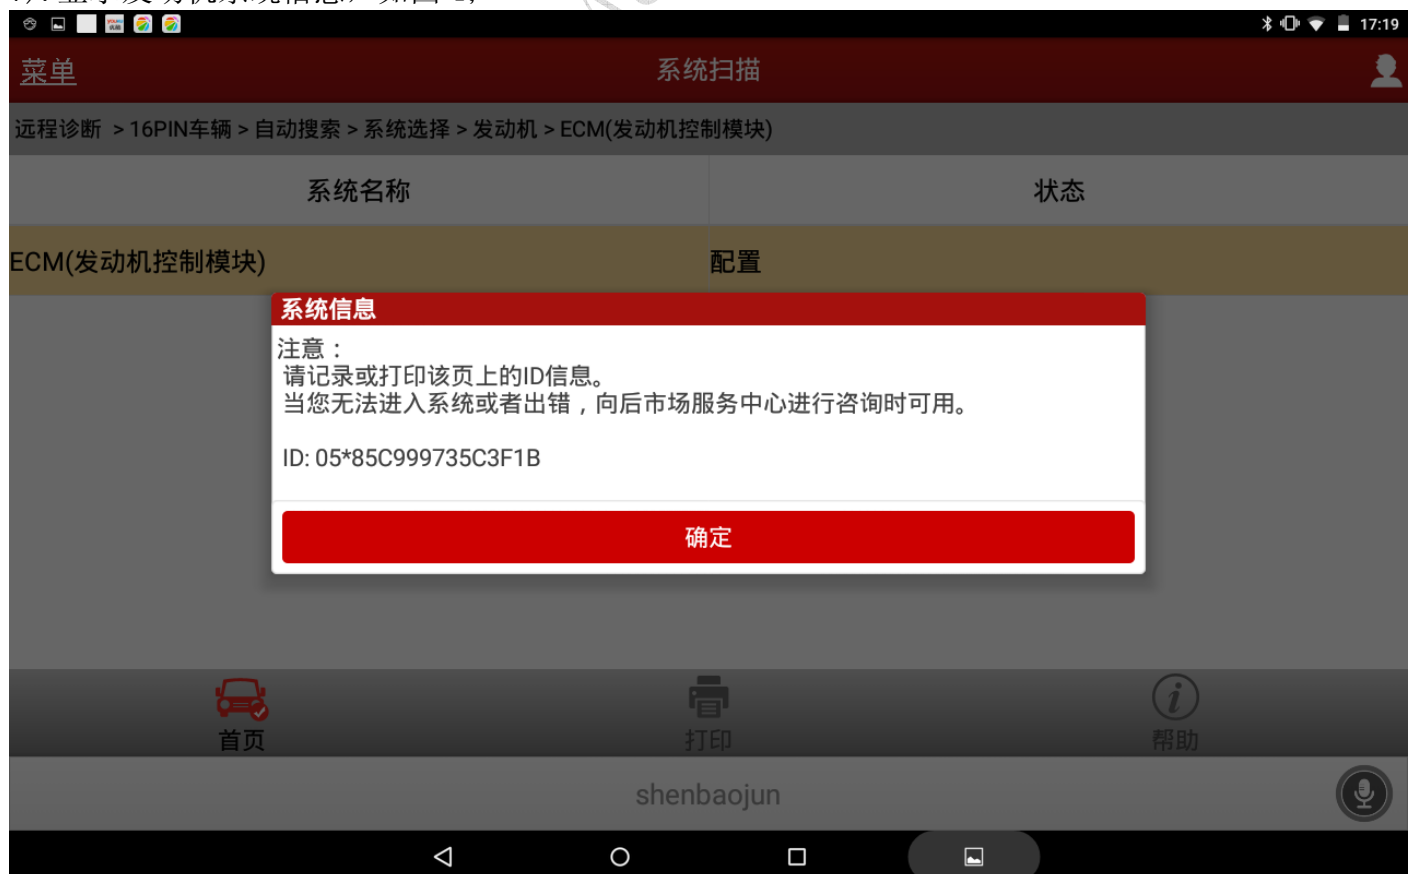 17:19
菜单
系统扫描
远程诊断 > 16PIN车辆 > 自动搜索 > 系统选择 > 发动机 > ECM(发动机控制模块)
系统名称
状态
ECM(发动机控制模块)
配置
系统信息
注意：
请记录或打印该页上的ID信息。
当您无法进入系统或者出错，向后市场服务中心进行咨询时可用。
ID: 05*85C999735C3F1B
确定
首页
打印
帮助
shenbaojun